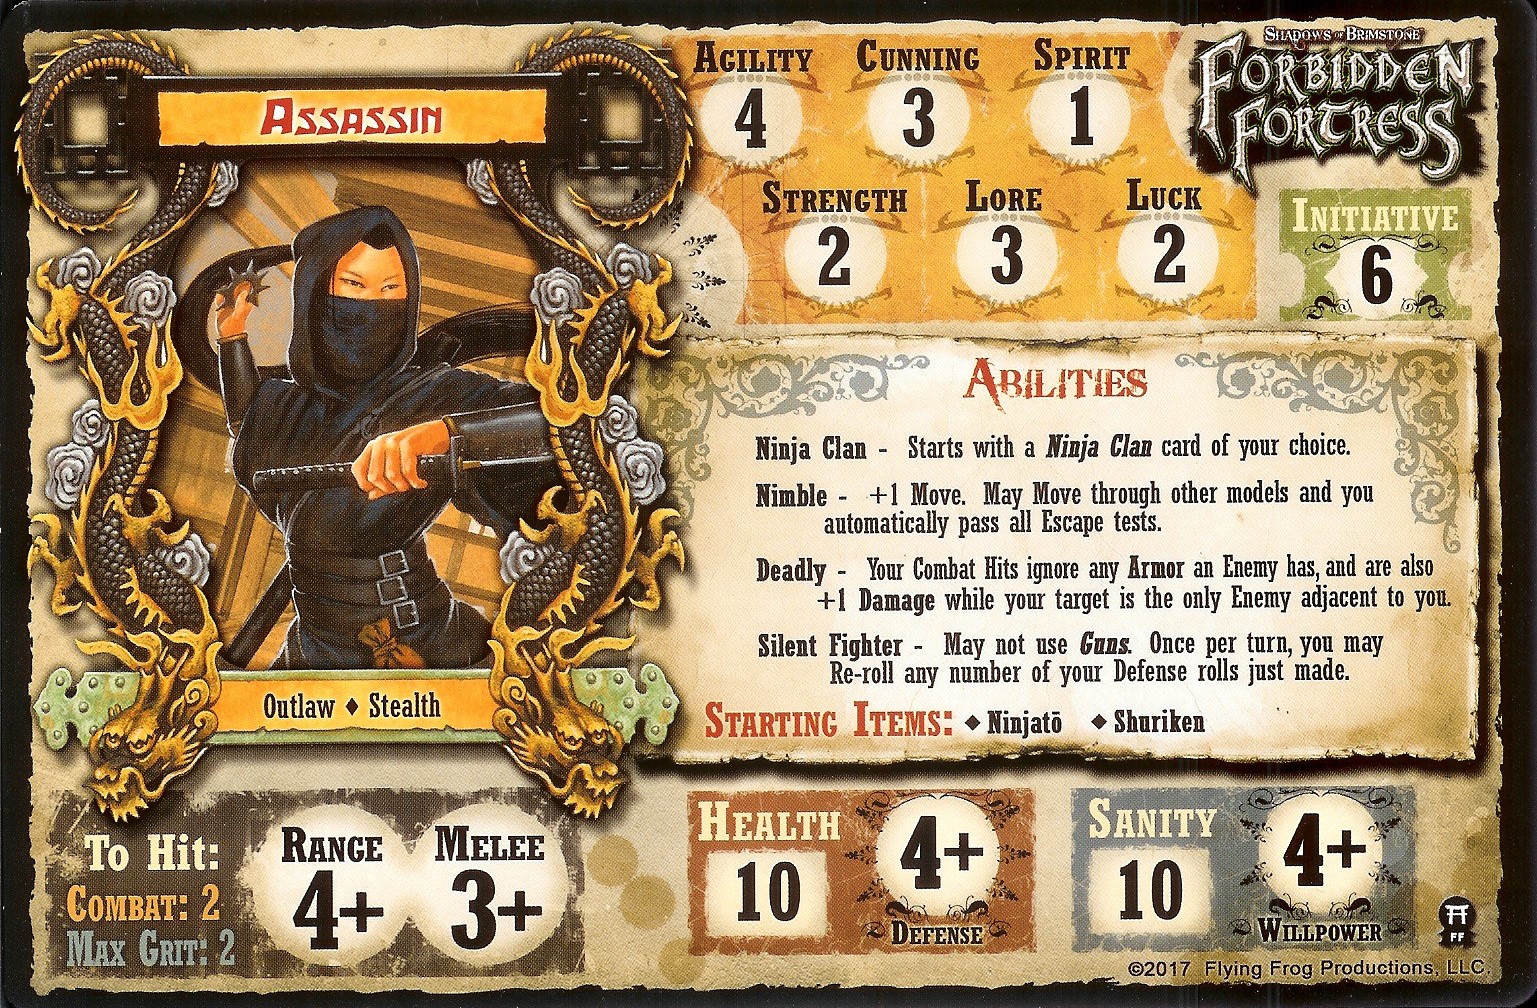 Assassin
Outlaw ♦ Stealth
Agility Cunning Spirit
4 3 1
Strength Lore Luck
2 3 2
Shadows of Brimstone
Forbidden
Fortress
Initiative
6
Abilities
Ninja Clan - Starts with a Ninja Clan card of your choice.
Nimble - +1 Move. May Move through other models and you
automatically pass all Escape tests.
Deadly - Your Combat Hits ignore any Armor an Enemy has, and are also
+1 Damage while your target is the only Enemy adjacent to you.
Silent Fighter - May not use Guns. Once per turn, you may
Re-roll any number of your Defense rolls just made.
Starting Items: ♦ Ninjatō ♦ Shuriken
To Hit:
Range Melee
4+ 3+
Combat: 2
Max Grit: 2
Health
10
4+
Defense
Sanity
10
4+
Willpower
FF
©2017 Flying Frog Productions, LLC.